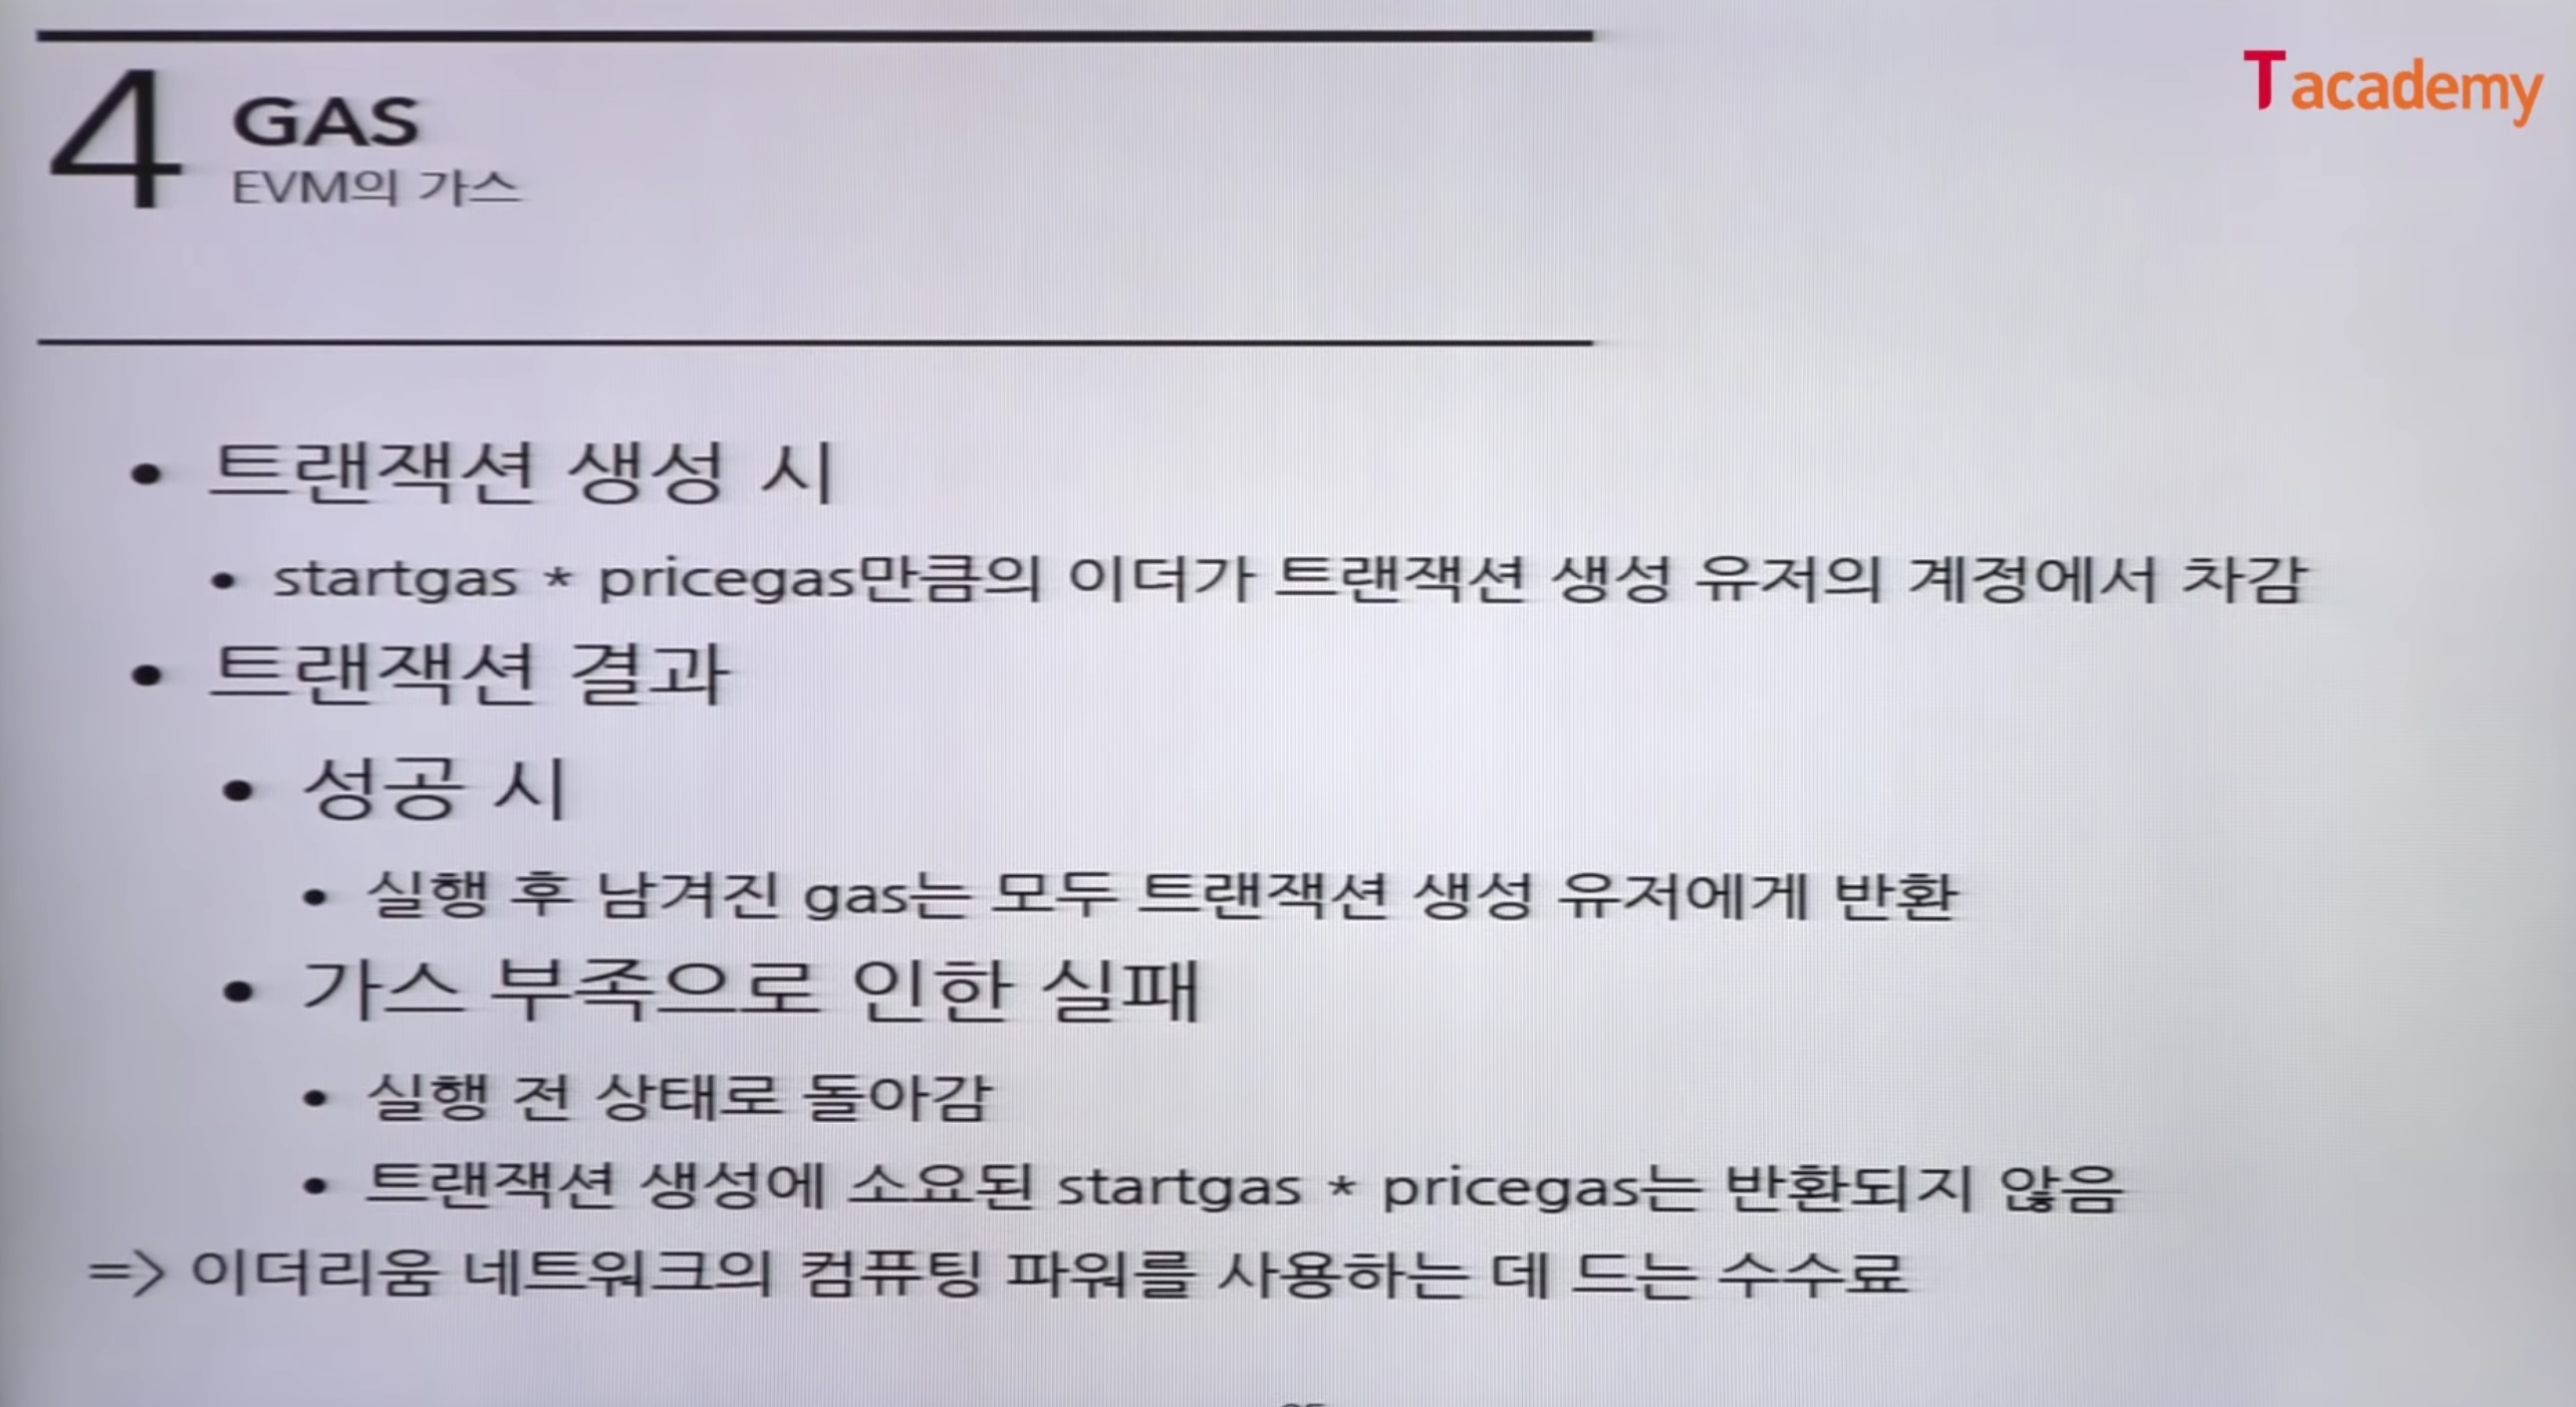 4 GAS
EVM의 가스
T academy
• 트랜잭션 생성 시
• startgas * pricegas만큼의 이더가 트랜잭션 생성 유저의 계정에서 차감
• 트랜잭션 결과
• 성공 시
• 실행 후 남겨진 gas는 모두 트랜잭션 생성 유저에게 반환
• 가스 부족으로 인한 실패
• 실행 전 상태로 돌아감
• 트랜잭션 생성에 소요된 startgas * pricegas는 반환되지 않음
=> 이더리움 네트워크의 컴퓨팅 파워를 사용하는 데 드는 수수료